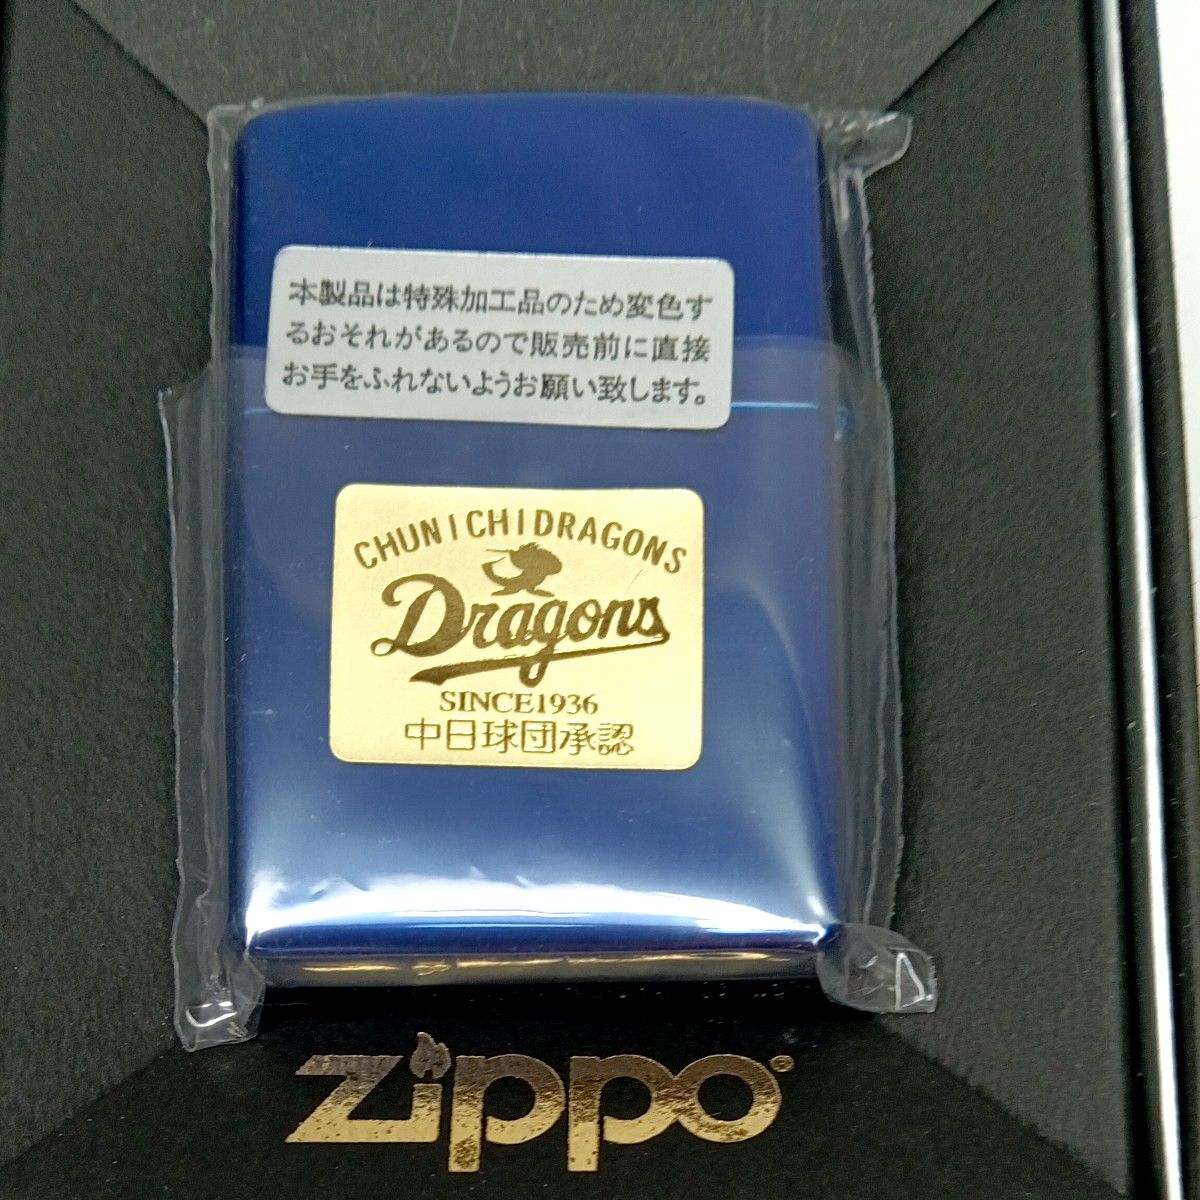 本製品は特殊加工品のため変色す
るおそれがあるので販売前に直接
お手をふれないようお願い致します。
CHUNICHIDRAGONS
Dragons
SINCE1936
中日球団承認
zippo®